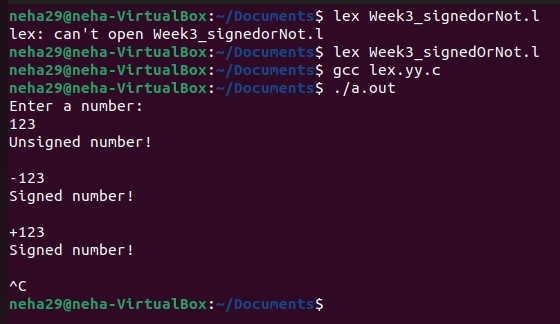 neha29@neha-VirtualBox:~/Documents$ lex Week3_signedorNot.l
lex: can't open Week3_signedorNot.l
neha29@neha-VirtualBox:~/Documents$ lex Week3_signedOrNot.l
neha29@neha-VirtualBox:~/Documents$ gcc lex.yy.c
neha29@neha-VirtualBox:~/Documents$ ./a.out
Enter a number:
123
Unsigned number!
-123
Signed number!
+123
Signed number!
^C
neha29@neha-VirtualBox:~/Documents$